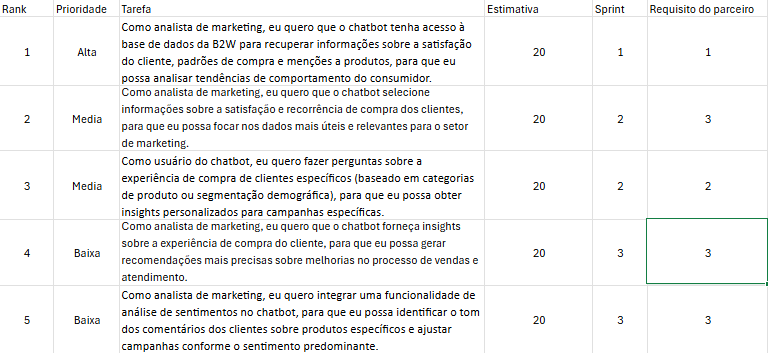 Rank Prioridade Tarefa Estimativa Sprint Requisito do parceiro
Como analista de marketing, eu quero que o chatbot tenha acesso à
base de dados da B2W para recuperar informações sobre a satisfação
1 Alta 20 1 1
do cliente, padrões de compra e menções a produtos, para que eu
possa analisar tendências de comportamento do consumidor.
Como analista de marketing, eu quero que o chatbot selecione
informações sobre a satisfação e recorrência de compra dos clientes,
2 Media 20 2 3
para que eu possa focar nos dados mais úteis e relevantes para o setor
de marketing.
Como usuário do chatbot, eu quero fazer perguntas sobre a
experiência de compra de clientes específicos (baseado em categorias
3 Media 20 2 2
de produto ou segmentação demográfica), para que eu possa obter
insights personalizados para campanhas específicas.
Como analista de marketing, eu quero que o chatbot forneça insights
sobre a experiência de compra do cliente, para que eu possa gerar
4 Baixa 20 3 3
recomendações mais precisas sobre melhorias no processo de vendas e
atendimento.
Como analista de marketing, eu quero integrar uma funcionalidade de
análise de sentimentos no chatbot, para que eu possa identificar o tom
5 Baixa 20 3 3
dos comentários dos clientes sobre produtos específicos e ajustar
campanhas conforme o sentimento predominante.